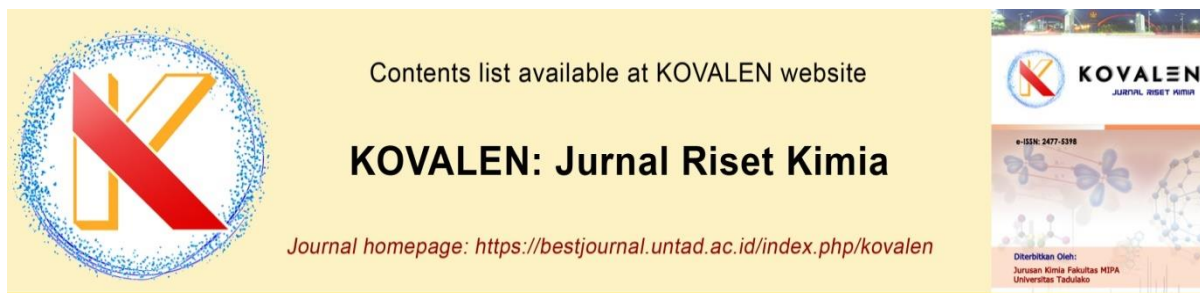 Contents list available at KOVALEN website
KOVALEN: Jurnal Riset Kimia
Journal homepage: https://bestjournal.untad.ac.id/index.php/kovalen
KOVALEN
JURNAL RISET KIMIA
e-ISSN: 2477-5398
Diterbitkan Oleh:
Jurusan Kimia Fakultas MIPA
Universitas Tadulako